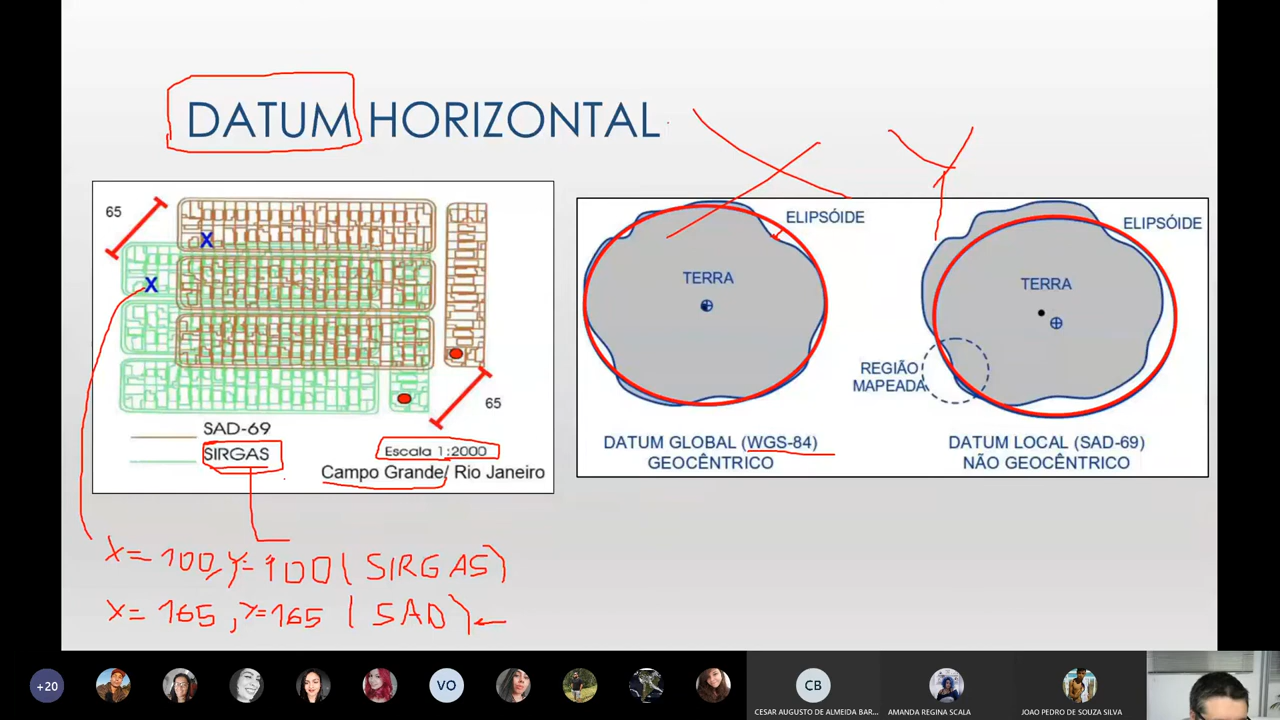 DATUM HORIZONTAL
X Y
65
X
X
65
SAD-69
SIRGAS
Escala 1:2000
Campo Grande/ Rio Janeiro
ELIPSÓIDE
TERRA
DATUM GLOBAL (WGS-84)
GEOCÊNTRICO
ELIPSÓIDE
TERRA
REGIÃO
MAPEADA
DATUM LOCAL (SAD-69)
NÃO GEOCÊNTRICO
X= 100, Y= 100 ( SIRGAS)
X= 165, Y=165 ( SAD)
+20
VO
CB
CESAR AUGUSTO DE ALMEIDA BAR...
AMANDA REGINA SCALA
JOAO PEDRO DE SOUZA SILVA